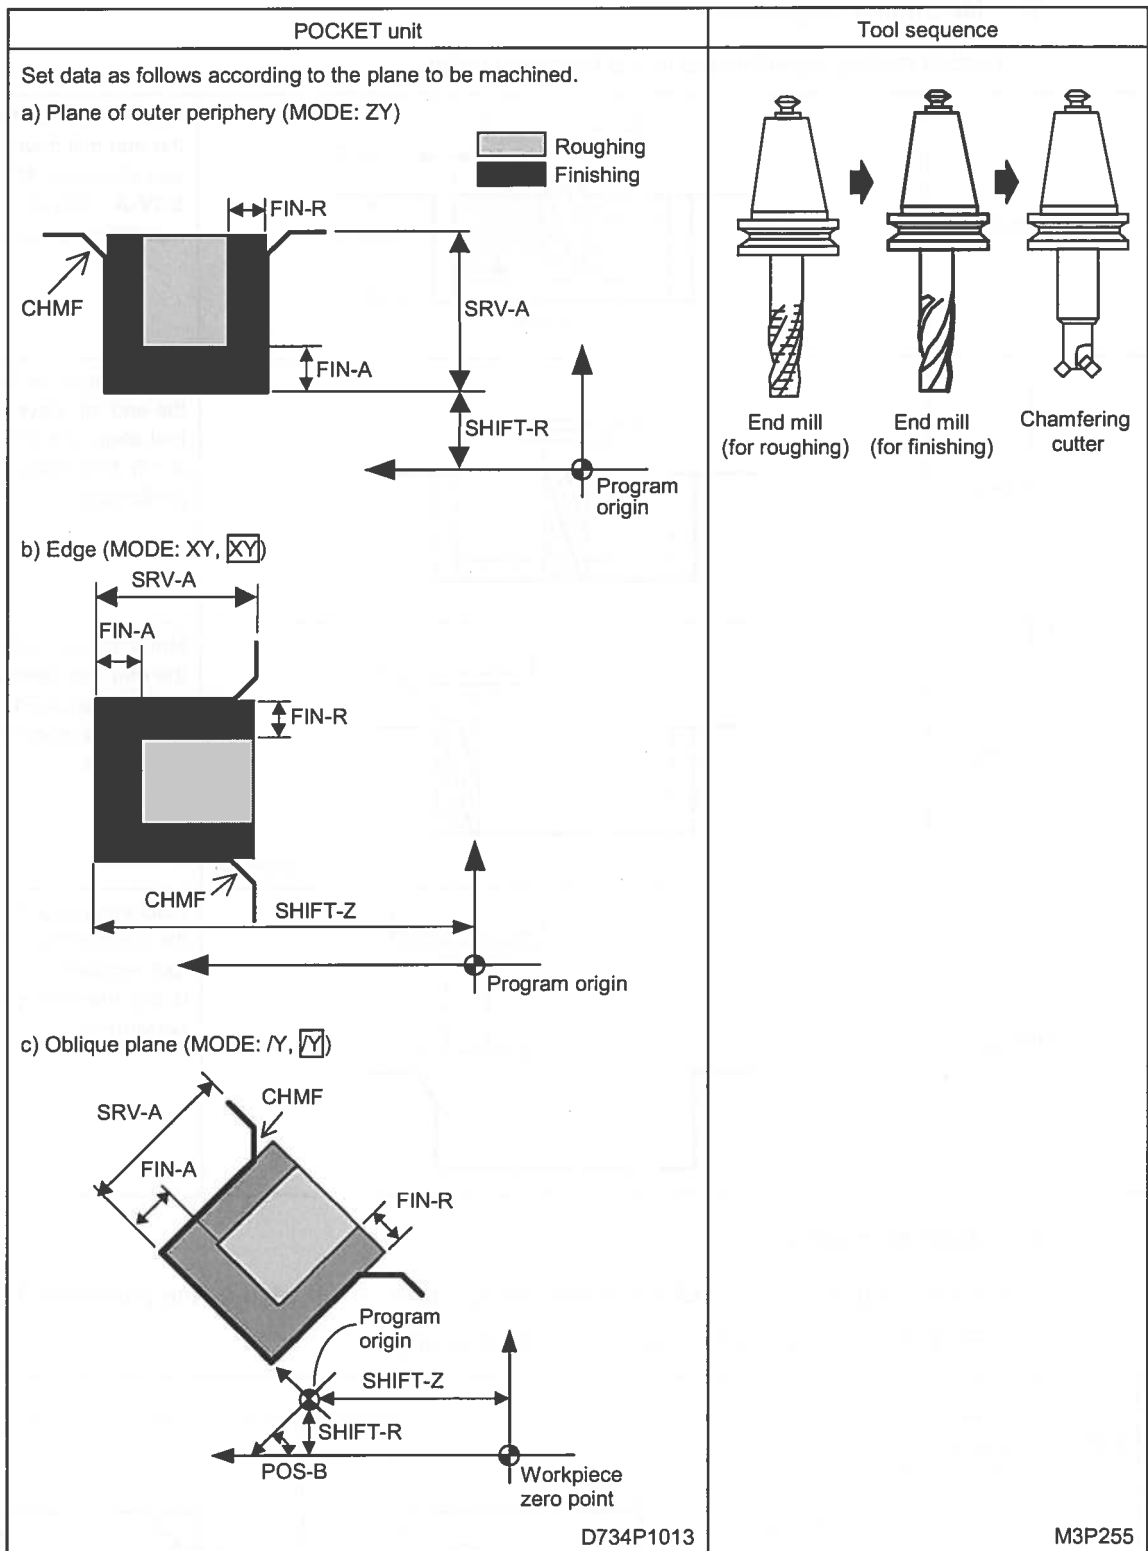 POCKET unit
Tool sequence
Set data as follows according to the plane to be machined.
a) Plane of outer periphery (MODE: ZY)
Roughing
Finishing
FIN-R
CHMF
SRV-A
FIN-A
SHIFT-R
Program
origin
End mill
(for roughing)
End mill
(for finishing)
Chamfering
cutter
b) Edge (MODE: XY, XY)
SRV-A
FIN-A
FIN-R
CHMF
SHIFT-Z
Program origin
c) Oblique plane (MODE: /Y, /Y)
SRV-A
CHMF
FIN-A
FIN-R
Program
origin
SHIFT-Z
SHIFT-R
POS-B
Workpiece
zero point
D734P1013
M3P255